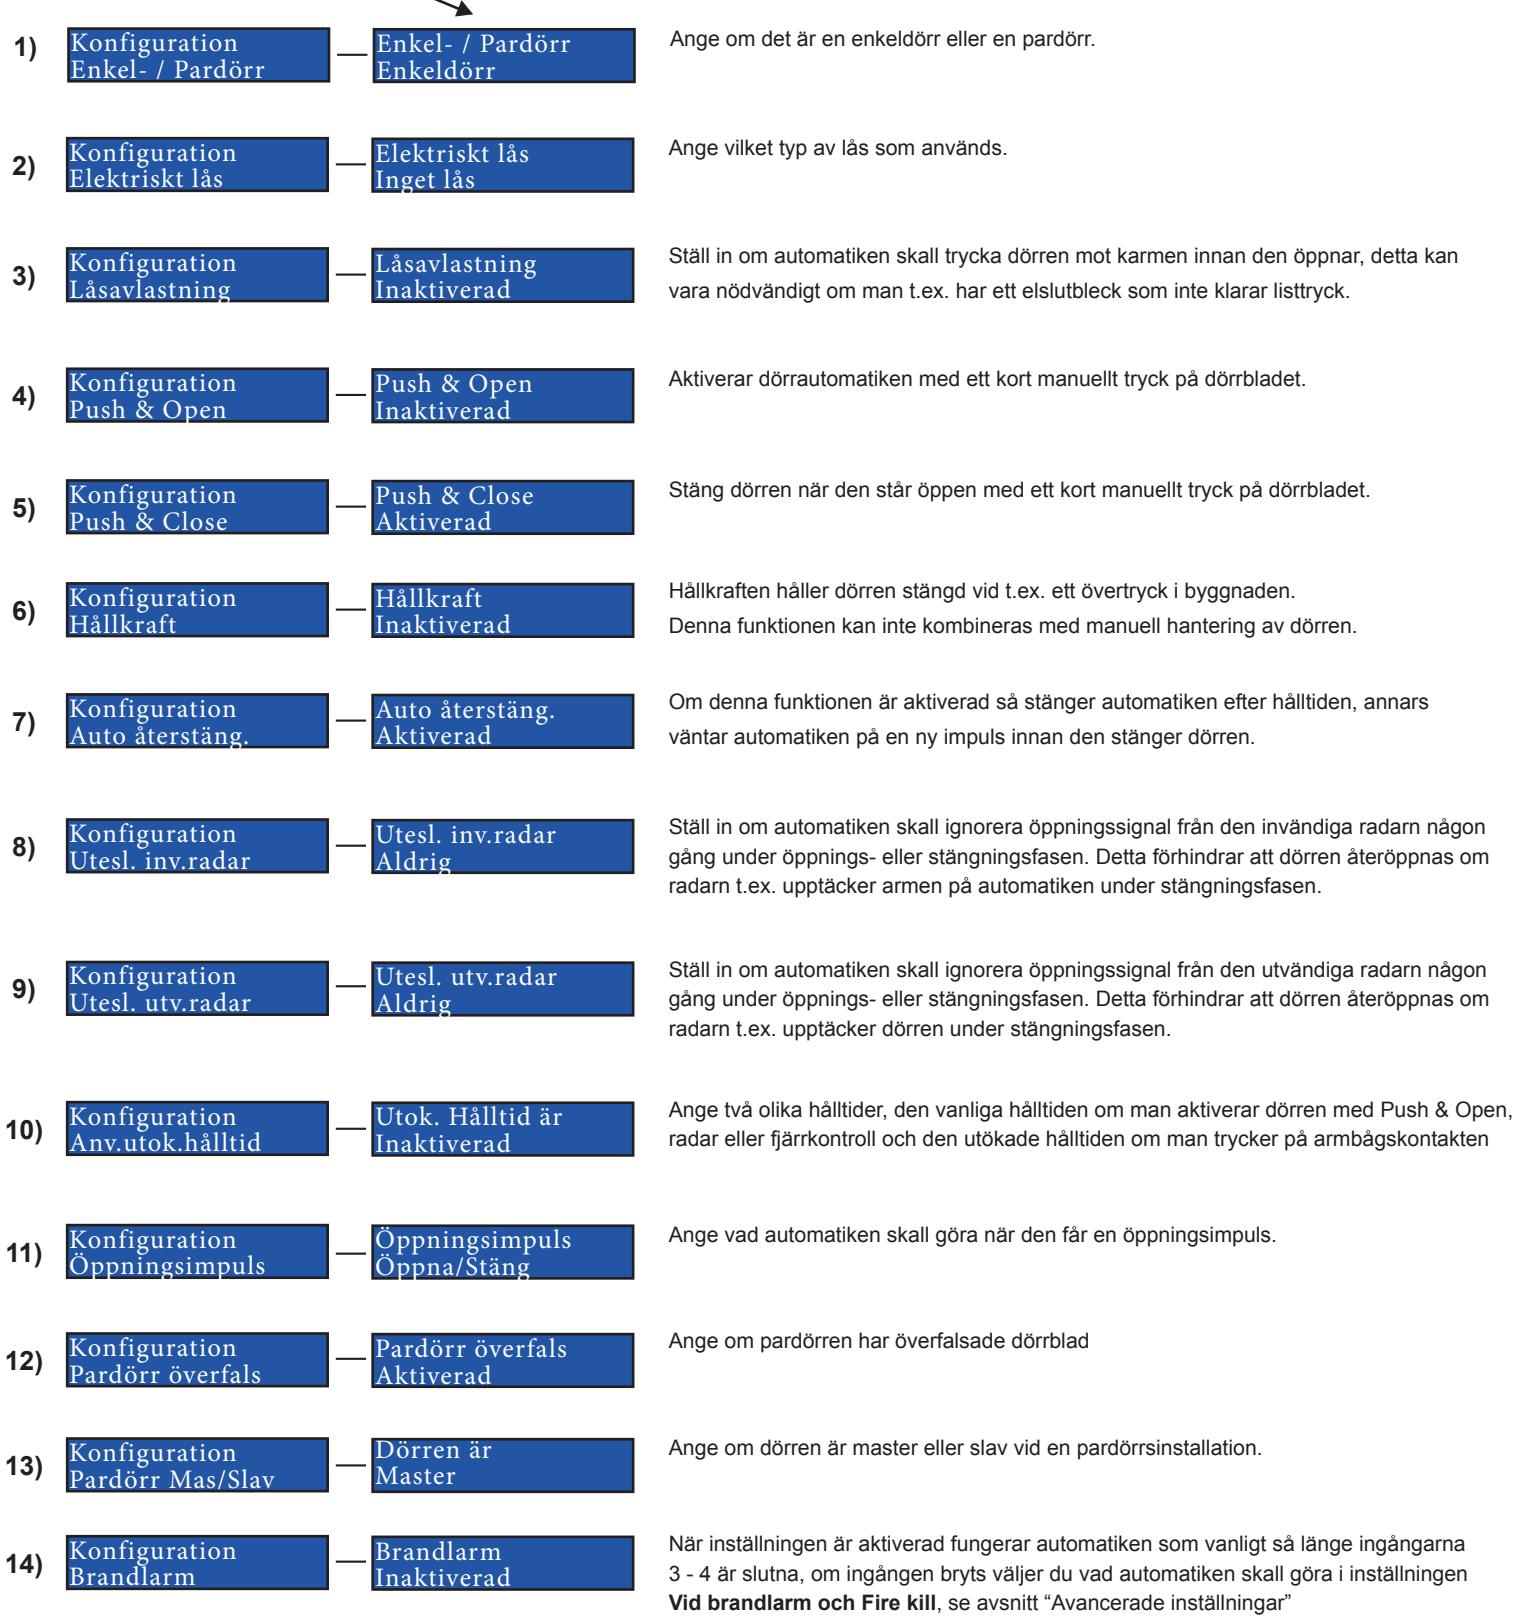 1)
Konfiguration
Enkel- / Pardörr
Enkel- / Pardörr
Enkeldörr
Ange om det är en enkeldörr eller en pardörr.
2)
Konfiguration
Elektriskt lås
Elektriskt lås
Inget lås
Ange vilket typ av lås som används.
3)
Konfiguration
Låsavlastning
Låsavlastning
Inaktiverad
Ställ in om automatiken skall trycka dörren mot karmen innan den öppnar, detta kan
vara nödvändigt om man t.ex. har ett elslutbleck som inte klarar listtryck.
4)
Konfiguration
Push & Open
Push & Open
Inaktiverad
Aktiverar dörrautomatiken med ett kort manuellt tryck på dörrbladet.
5)
Konfiguration
Push & Close
Push & Close
Aktiverad
Stäng dörren när den står öppen med ett kort manuellt tryck på dörrbladet.
6)
Konfiguration
Hållkraft
Hållkraft
Inaktiverad
Hållkraften håller dörren stängd vid t.ex. ett övertryck i byggnaden.
Denna funktionen kan inte kombineras med manuell hantering av dörren.
7)
Konfiguration
Auto återstäng.
Auto återstäng.
Aktiverad
Om denna funktionen är aktiverad så stänger automatiken efter hålltiden, annars
väntar automatiken på en ny impuls innan den stänger dörren.
8)
Konfiguration
Utesl. inv.radar
Utesl. inv.radar
Aldrig
Ställ in om automatiken skall ignorera öppningssignal från den invändiga radarn någon
gång under öppnings- eller stängningsfasen. Detta förhindrar att dörren återöppnas om
radarn t.ex. upptäcker armen på automatiken under stängningsfasen.
9)
Konfiguration
Utesl. utv.radar
Utesl. utv.radar
Aldrig
Ställ in om automatiken skall ignorera öppningssignal från den utvändiga radarn någon
gång under öppnings- eller stängningsfasen. Detta förhindrar att dörren återöppnas om
radarn t.ex. upptäcker dörren under stängningsfasen.
10)
Konfiguration
Anv.utok.hålltid
Utok. Hålltid är
Inaktiverad
Ange två olika hålltider, den vanliga hålltiden om man aktiverar dörren med Push & Open,
radar eller fjärrkontroll och den utökade hålltiden om man trycker på armbågskontakten
11)
Konfiguration
Öppningsimpuls
Öppningsimpuls
Öppna/Stäng
Ange vad automatiken skall göra när den får en öppningsimpuls.
12)
Konfiguration
Pardörr överfals
Pardörr överfals
Aktiverad
Ange om pardörren har överfalsade dörrblad
13)
Konfiguration
Pardörr Mas/Slav
Dörren är
Master
Ange om dörren är master eller slav vid en pardörrsinstallation.
14)
Konfiguration
Brandlarm
Brandlarm
Inaktiverad
När inställningen är aktiverad fungerar automatiken som vanligt så länge ingångarna
3 - 4 är slutna, om ingången bryts väljer du vad automatiken skall göra i inställningen
Vid brandlarm och Fire kill, se avsnitt “Avancerade inställningar”